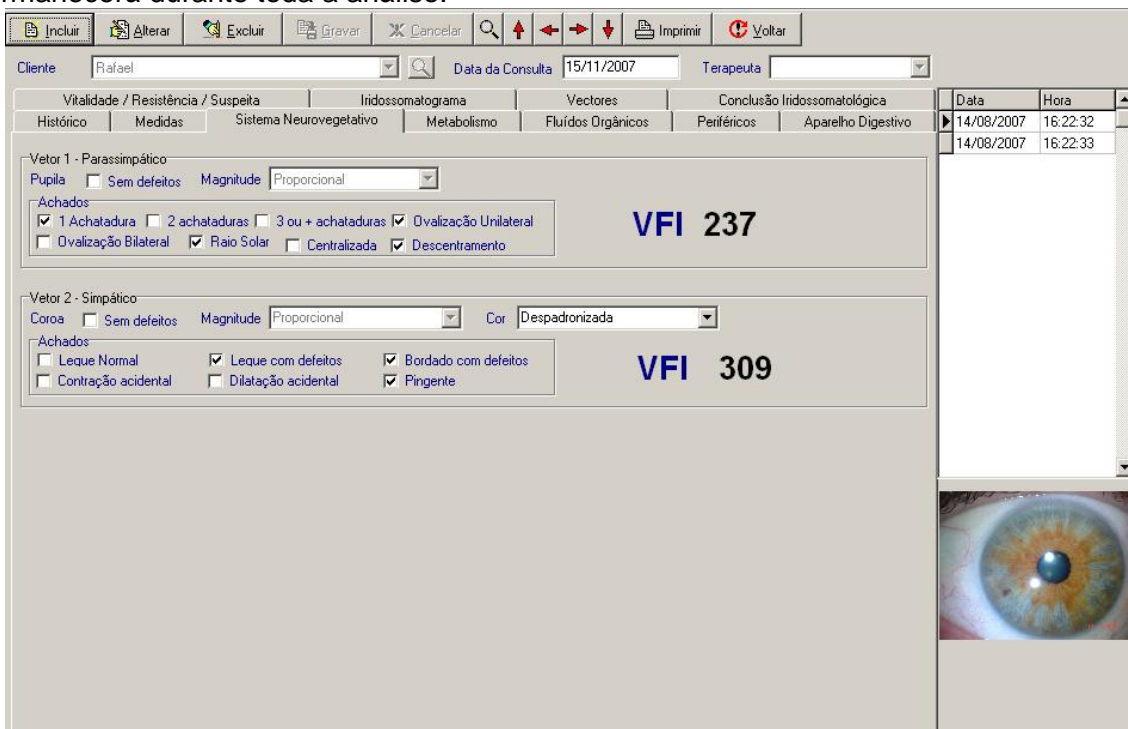 Incluir Alterar Excluir Gravar Cancelar Imprimir Voltar
Cliente Rafael Data da Consulta 15/11/2007 Terapeuta
Vitalidade / Resistência / Suspeita Iridossomatograma Vectores Conclusão Iridossomatológica
Histórico Medidas Sistema Neurovegetativo Metabolismo Fluídos Orgânicos Periféricos Aparelho Digestivo
Data Hora
14/08/2007 16:22:32
14/08/2007 16:22:33
Vetor 1 - Parassimpático
Pupila Sem defeitos Magnitude Proporcional
Achados
1 Achatadura 2 achataduras 3 ou + achataduras Ovalização Unilateral
Ovalização Bilateral Raio Solar Centralizada Descentramento
VFI 237
Vetor 2 - Simpático
Coroa Sem defeitos Magnitude Proporcional Cor Despadronizada
Achados
Leque Normal Leque com defeitos Bordado com defeitos
Contração acidental Dilatação acidental Pingente
VFI 309